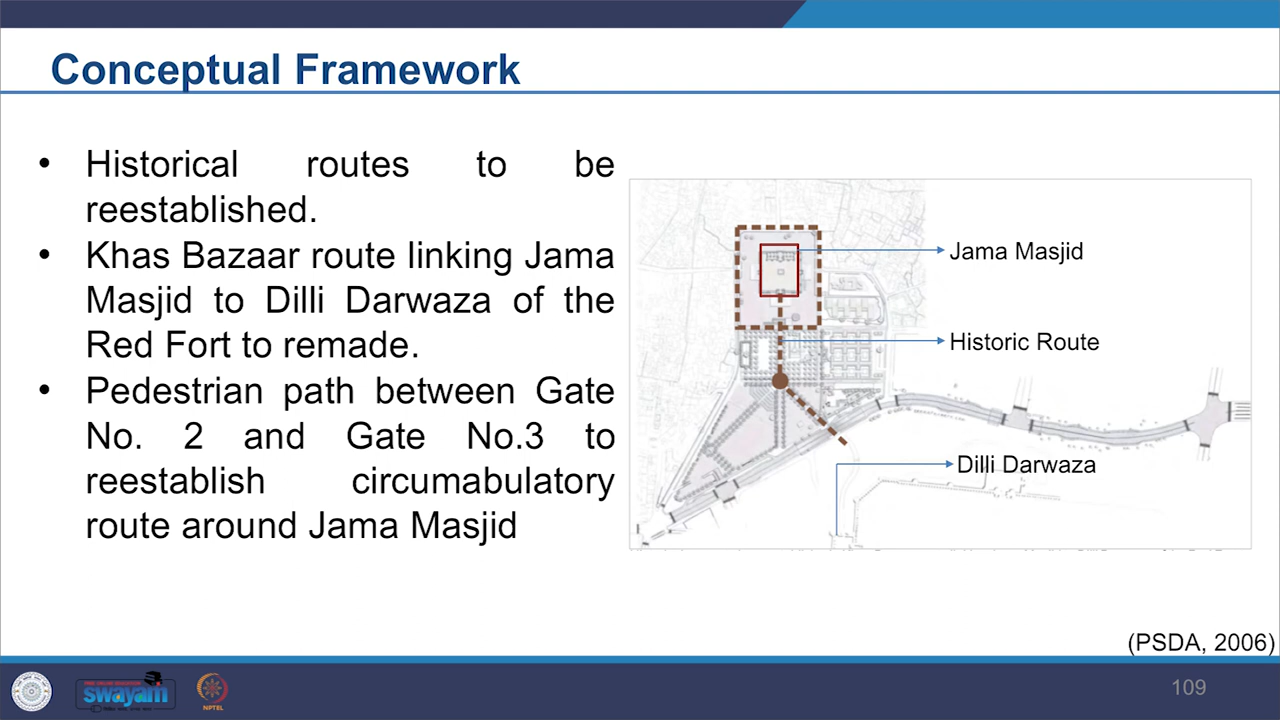 Conceptual Framework
• Historical routes to be
reestablished.
• Khas Bazaar route linking Jama
Masjid to Dilli Darwaza of the
Red Fort to remade.
• Pedestrian path between Gate
No. 2 and Gate No.3 to
reestablish circumabulatory
route around Jama Masjid
Jama Masjid
Historic Route
Dilli Darwaza
(PSDA, 2006)
swayam
NPTEL
109